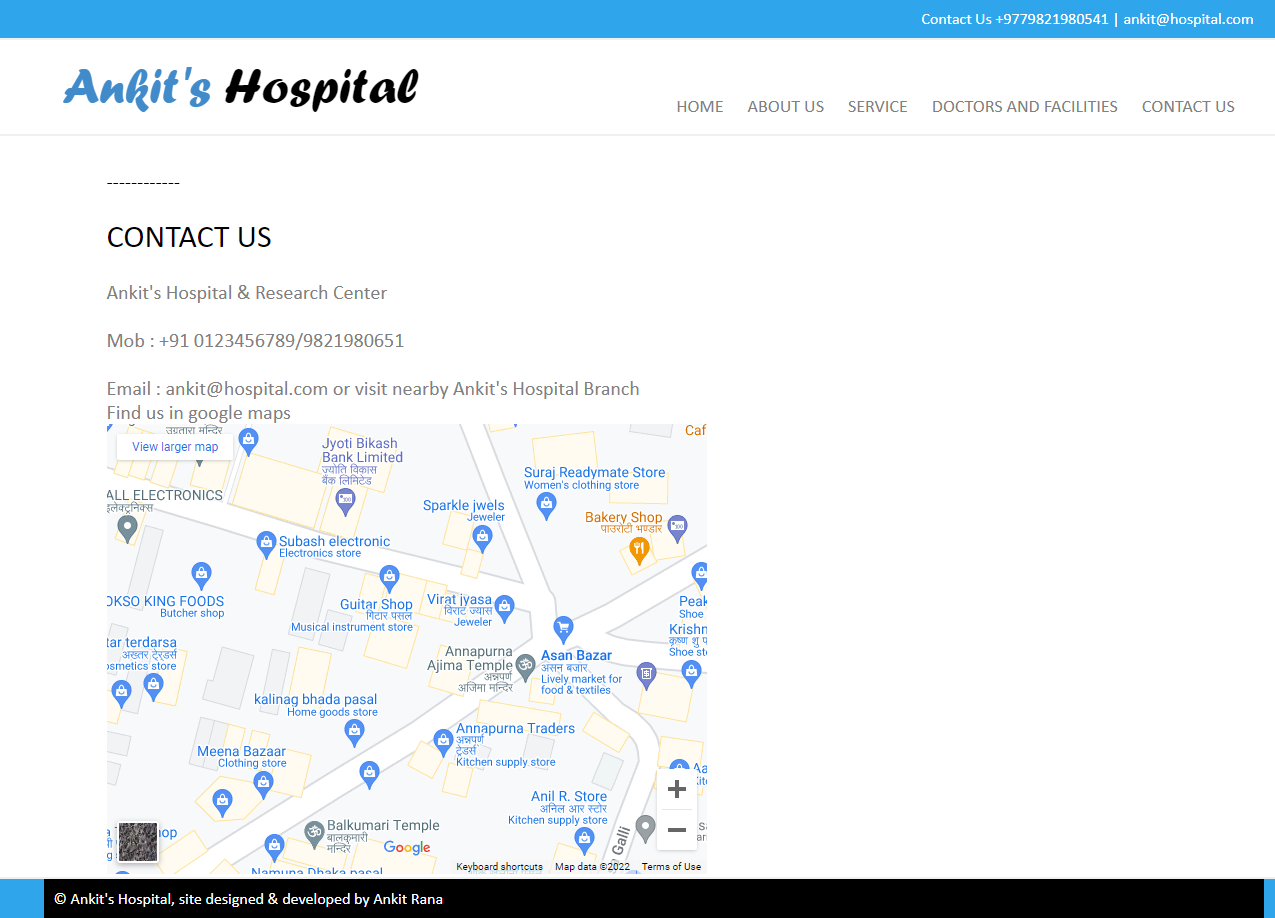 Contact Us +9779821980541 | ankit@hospital.com
Ankit's Hospital
HOME ABOUT US SERVICE DOCTORS AND FACILITIES CONTACT US
------------
CONTACT US
Ankit's Hospital & Research Center
Mob : +91 0123456789/9821980651
Email : ankit@hospital.com or visit nearby Ankit's Hospital Branch
Find us in google maps
View larger map
Jyoti Bikash
Bank Limited
ज्योति विकास
बैंक लिमिटेड
Caf
Suraj Readymate Store
Women's clothing store
ALL ELECTRONICS
इलेक्ट्रनिक्स
Sparkle jwels
Jeweler
Bakery Shop
पाउरोटी भण्डार
Subash electronic
Electronics store
OKSO KING FOODS
Butcher shop
Guitar Shop
गिटार पसल
Musical instrument store
Virat jyasa
विराट ज्यास
Jeweler
Peak
Shoe
Krishn
कृष्ण शु प
Shoe sto
tar terdarsa
अख्तर टेर्डर्स
osmetics store
Annapurna
Ajima Temple
अन्नपूर्ण
अजिमा मन्दिर
Asan Bazar
असन बजार
Lively market for
food & textiles
kalinag bhada pasal
Home goods store
Annapurna Traders
अन्नपर्ण
ट्रेडर्स
Kitchen supply store
Meena Bazaar
Clothing store
Anil R. Store
अनिल आर स्टोर
Kitchen supply store
Galli
Balkumari Temple
बालकुमारी
मन्दिर
Google
Namuna Dhaka pasal
Keyboard shortcuts Map data ©2022 Terms of Use
© Ankit's Hospital, site designed & developed by Ankit Rana